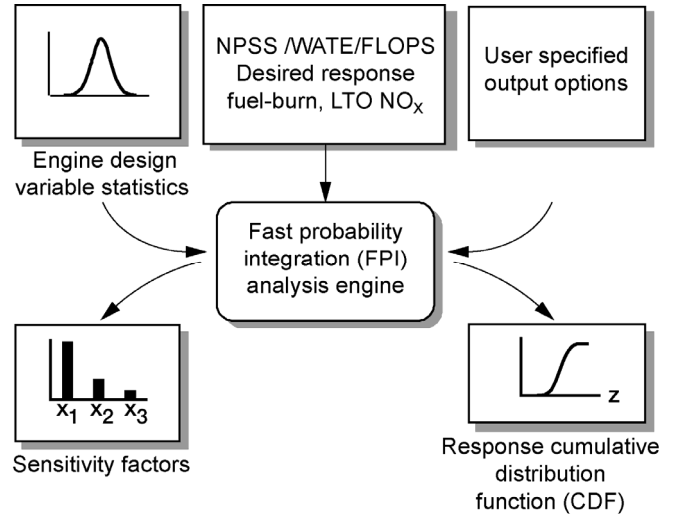 NPSS /WATE/FLOPS
Desired response
fuel-burn, LTO NOx
User specified
output options
Engine design
variable statistics
Fast probability
integration (FPI)
analysis engine
x1 x2 x3
Sensitivity factors
z
Response cumulative
distribution
function (CDF)